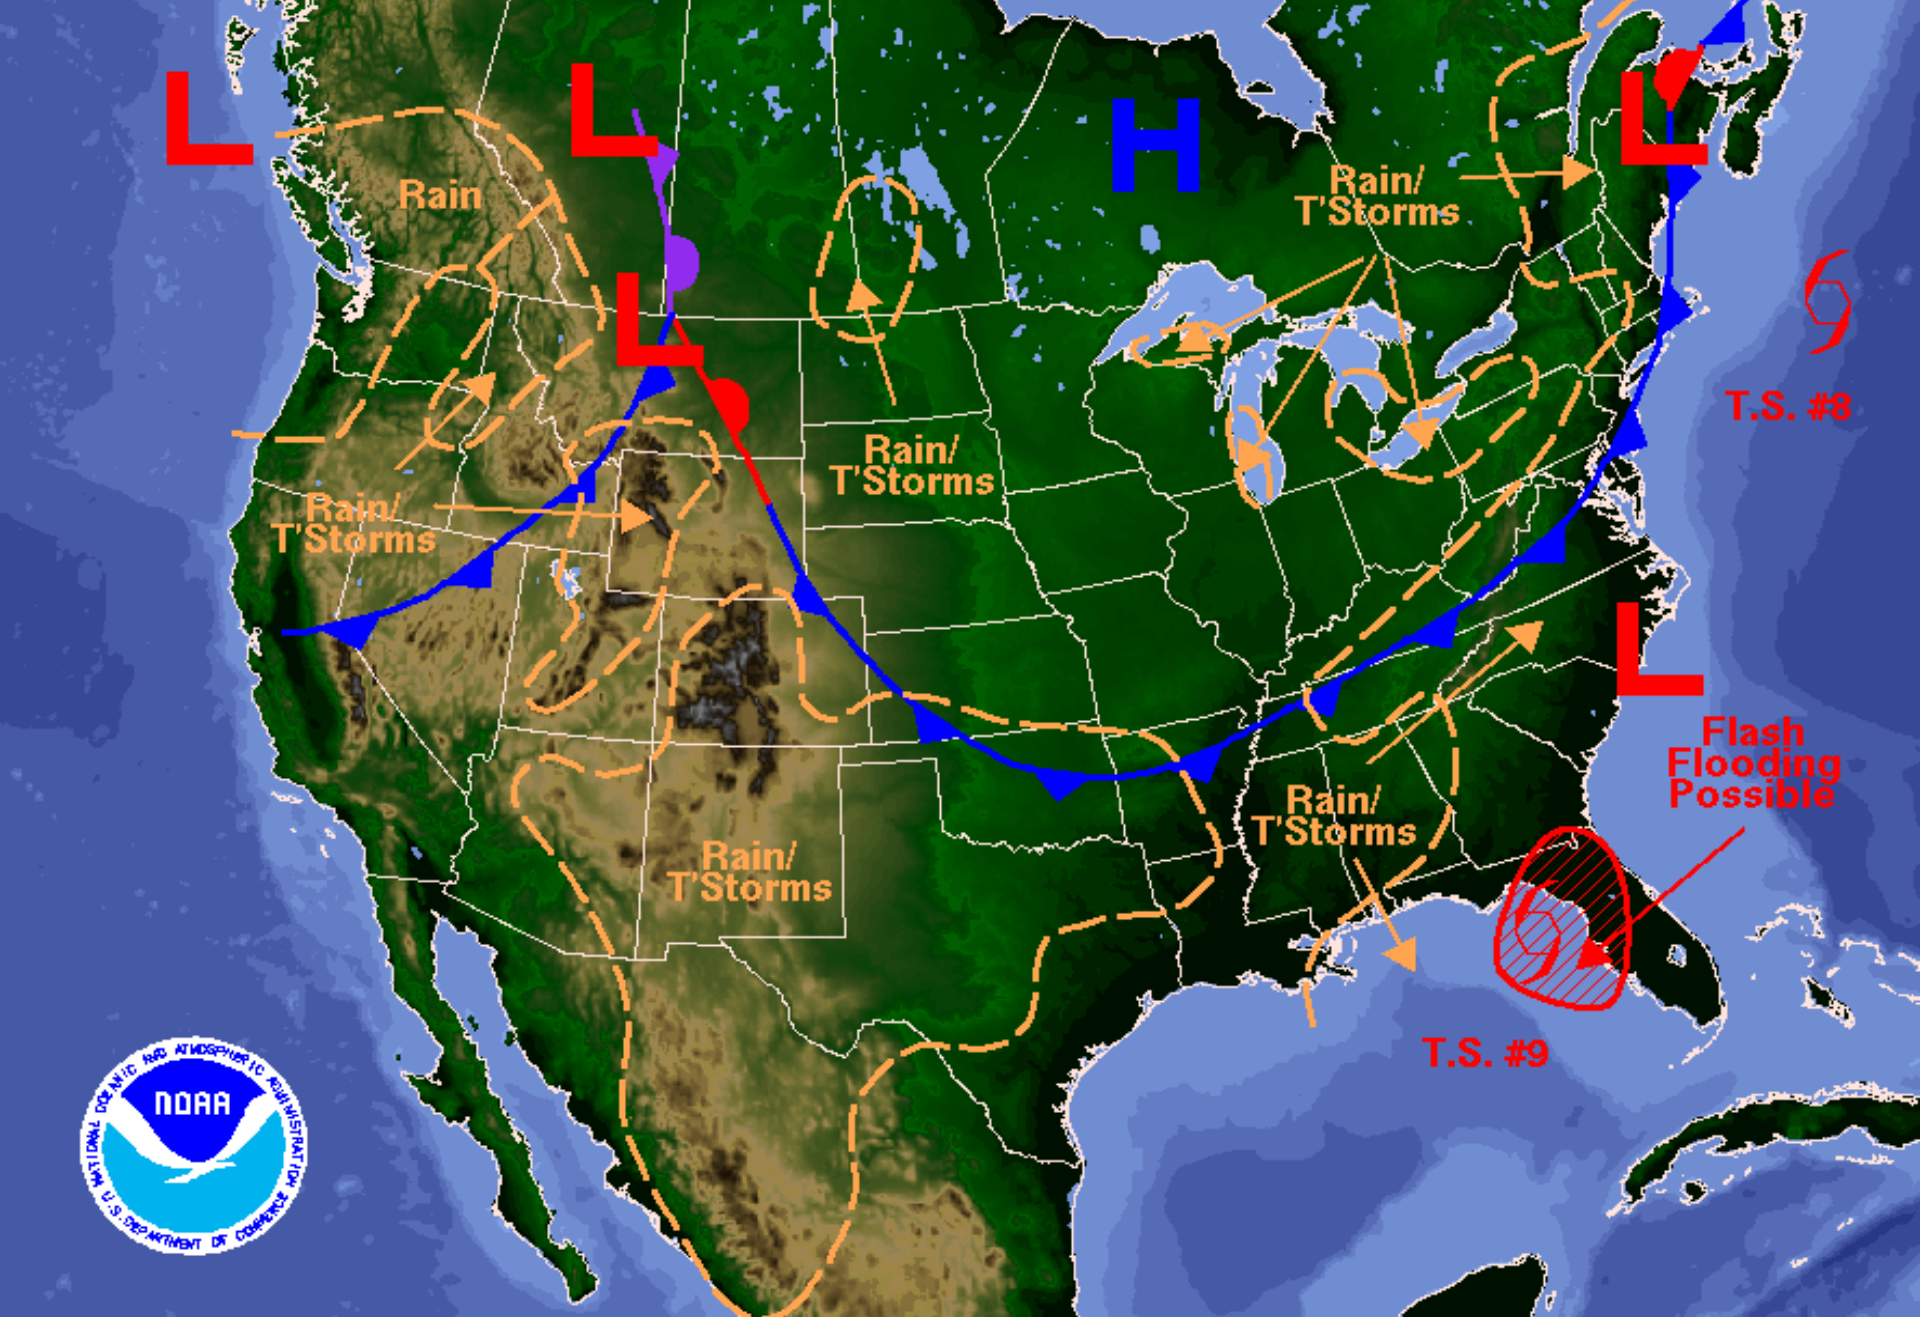 L
L
H
L
Rain
Rain/
T'Storms
L
T.S. #8
Rain/
T'Storms
Rain/
T'Storms
L
Flash
Flooding
Possible
Rain/
T'Storms
Rain/
T'Storms
T.S. #9
NATIONAL OCEANIC AND ATMOSPHERIC ADMINISTRATION
NOAA
U.S. DEPARTMENT OF COMMERCE